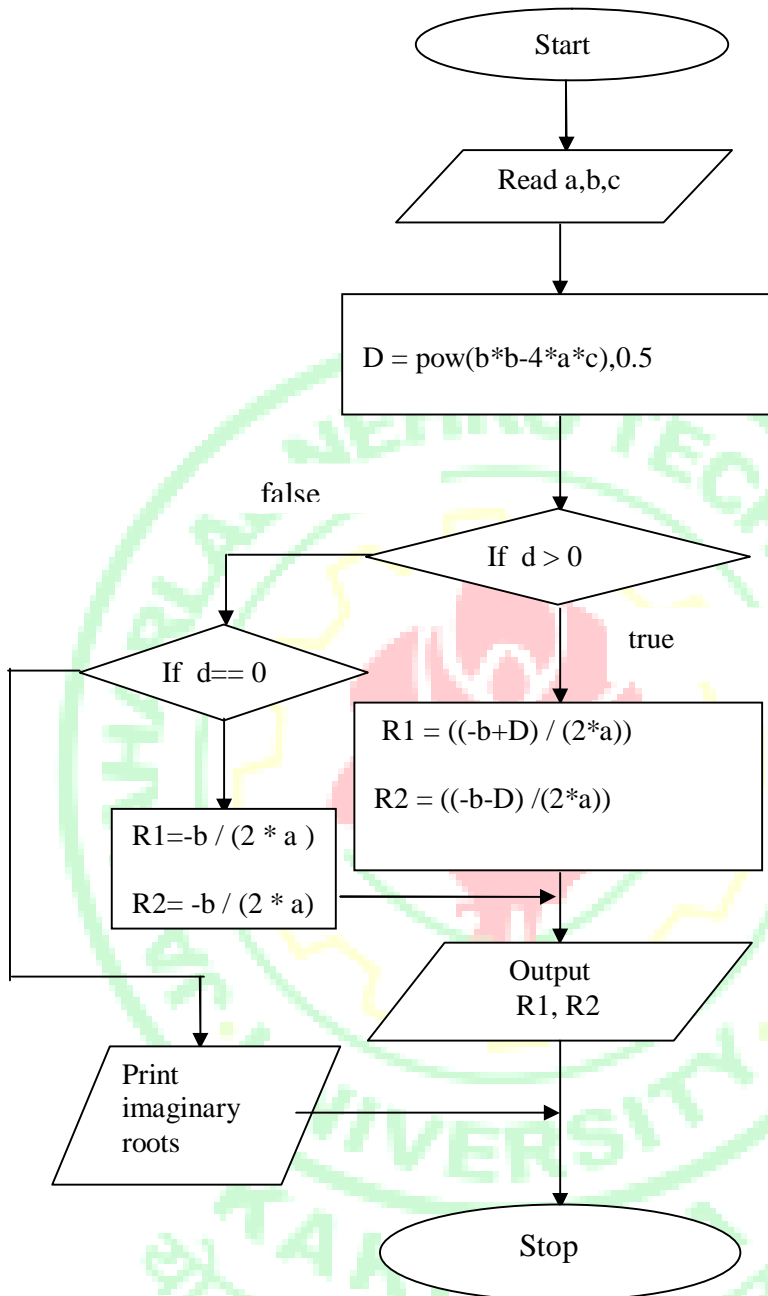 Start
Read a,b,c
D = pow(b*b-4*a*c),0.5
false
If d > 0
true
If d== 0
R1 = ((-b+D) / (2*a))
R2 = ((-b-D) /(2*a))
R1=-b / (2 * a )
R2= -b / (2 * a)
Output
R1, R2
Print
imaginary
roots
Stop